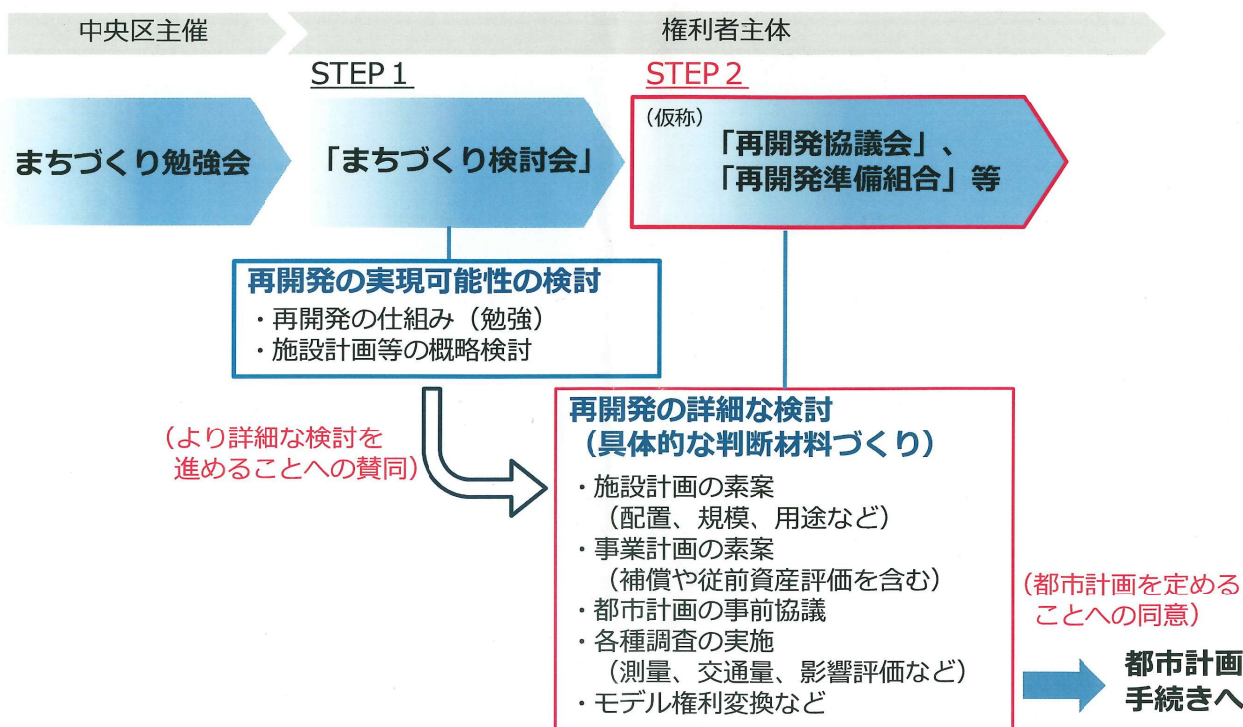 中央区主催
権利者主体
STEP 1
STEP 2
まちづくり勉強会
「まちづくり検討会」
(仮称)
「再開発協議会」、
「再開発準備組合」等
再開発の実現可能性の検討
・再開発の仕組み（勉強）
・施設計画等の概略検討
（より詳細な検討を
進めることへの賛同）
再開発の詳細な検討
（具体的な判断材料づくり）
・施設計画の素案
（配置、規模、用途など）
・事業計画の素案
（補償や従前資産評価を含む）
・都市計画の事前協議
・各種調査の実施
（測量、交通量、影響評価など）
・モデル権利変換など
（都市計画を定める
ことへの同意）
都市計画
手続きへ